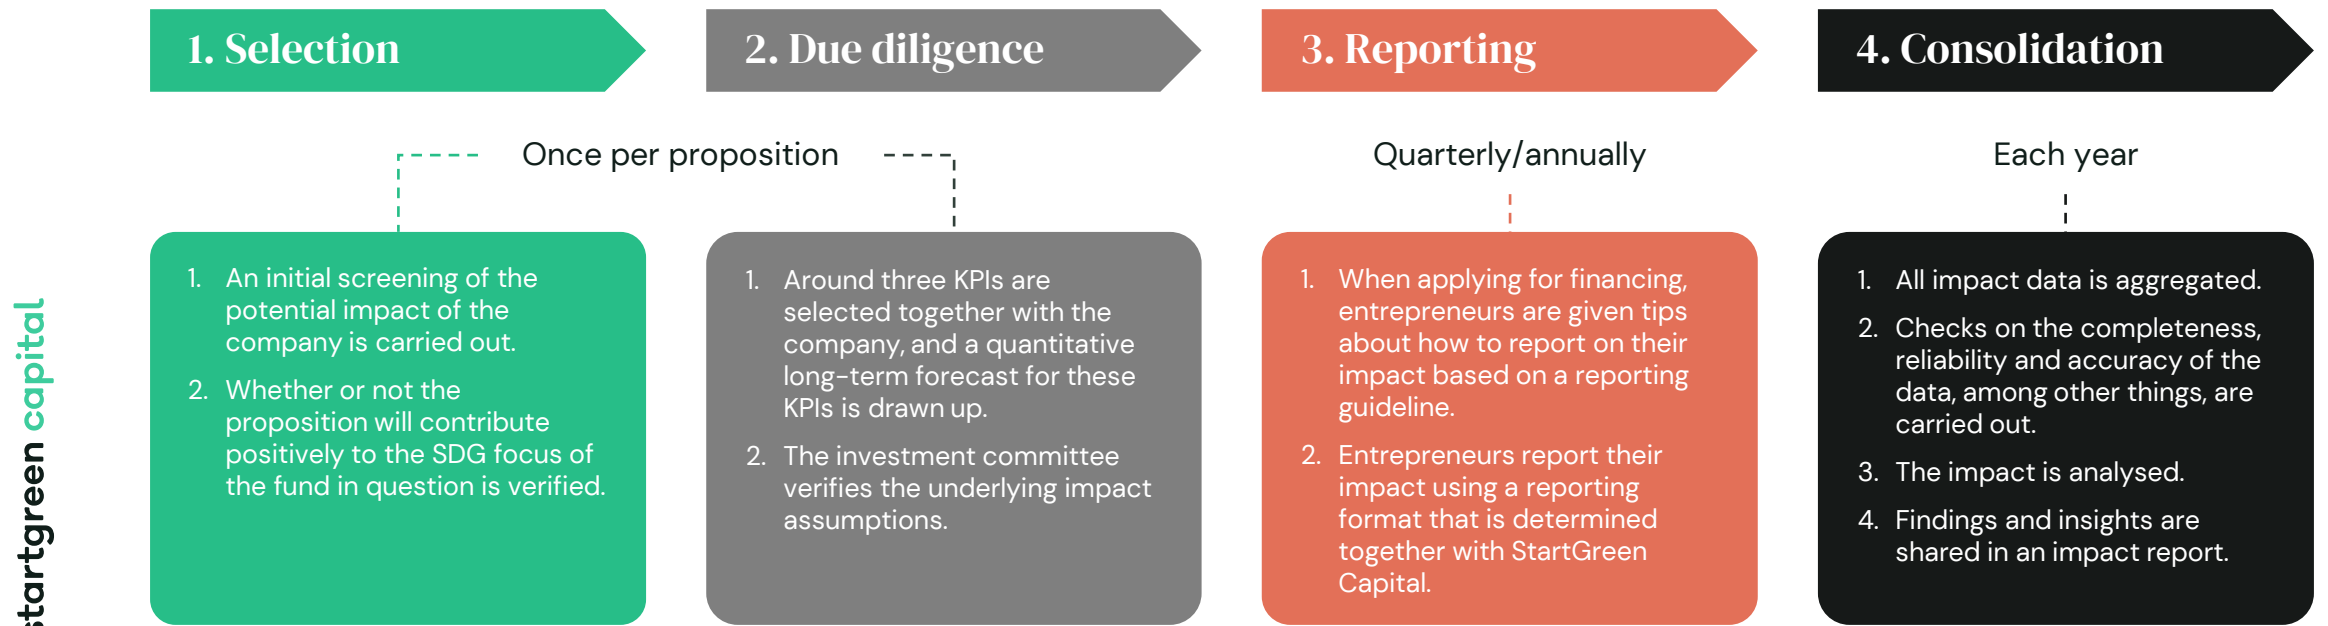 1. Selection
2. Due diligence
3. Reporting
4. Consolidation
Once per proposition
Quarterly/annually
Each year
1. An initial screening of the
potential impact of the
company is carried out.
2. Whether or not the
proposition will contribute
positively to the SDG focus of
the fund in question is verified.
1. Around three KPIs are
selected together with the
company, and a quantitative
long-term forecast for these
KPIs is drawn up.
2. The investment committee
verifies the underlying impact
assumptions.
1. When applying for financing,
entrepreneurs are given tips
about how to report on their
impact based on a reporting
guideline.
2. Entrepreneurs report their
impact using a reporting
format that is determined
together with StartGreen
Capital.
1. All impact data is aggregated.
2. Checks on the completeness,
reliability and accuracy of the
data, among other things, are
carried out.
3. The impact is analysed.
4. Findings and insights are
shared in an impact report.
startgreen capital